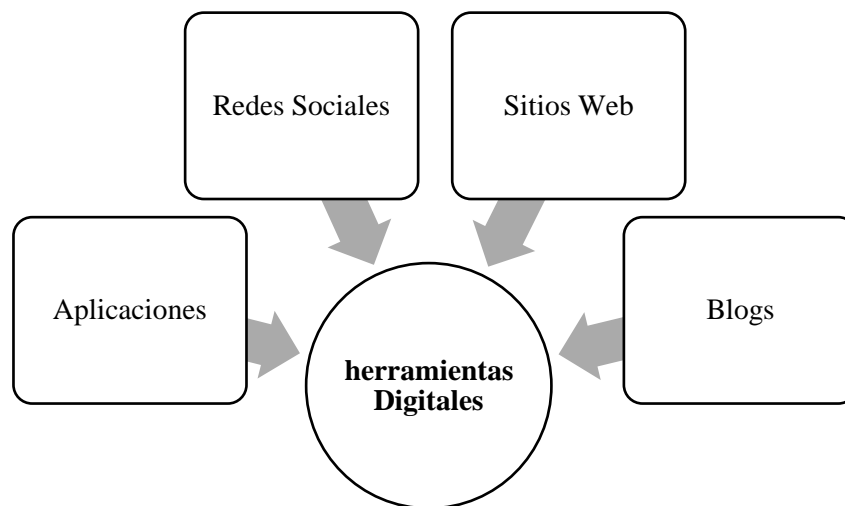 Redes Sociales
Sitios Web
Aplicaciones
Blogs
herramientas
Digitales